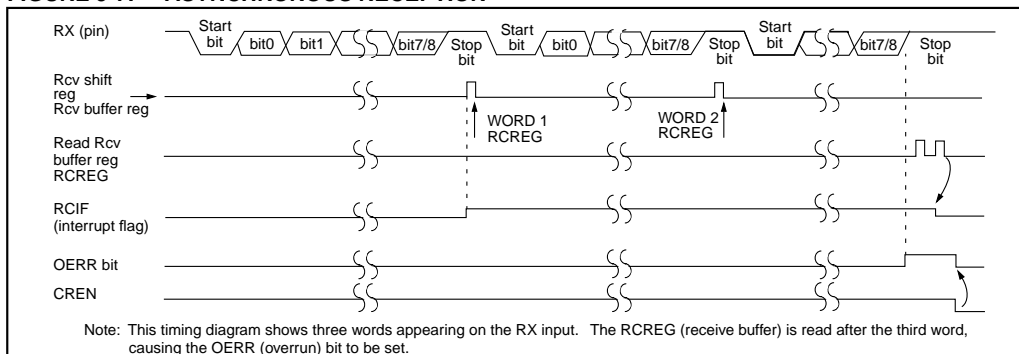 RX (pin)
Start bit
bit0
bit1
bit7/8
Stop bit
Start bit
bit0
bit7/8
Stop bit
Start bit
bit7/8
Stop bit
Rcv shift
reg
Rcv buffer reg
WORD 1
RCREG
WORD 2
RCREG
Read Rcv
buffer reg
RCREG
RCIF
(interrupt flag)
OERR bit
CREN
Note: This timing diagram shows three words appearing on the RX input. The RCREG (receive buffer) is read after the third word,
causing the OERR (overrun) bit to be set.